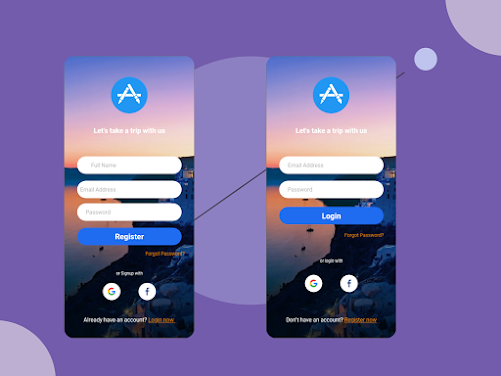 Let's take a trip with us
Full Name
Email Address
Password
Register
Forgot Password?
or Signup with
G
f
Already have an account? Login now
Let's take a trip with us
Email Address
Password
Login
Forgot Password?
or login with
G
f
Don't have an account? Register now